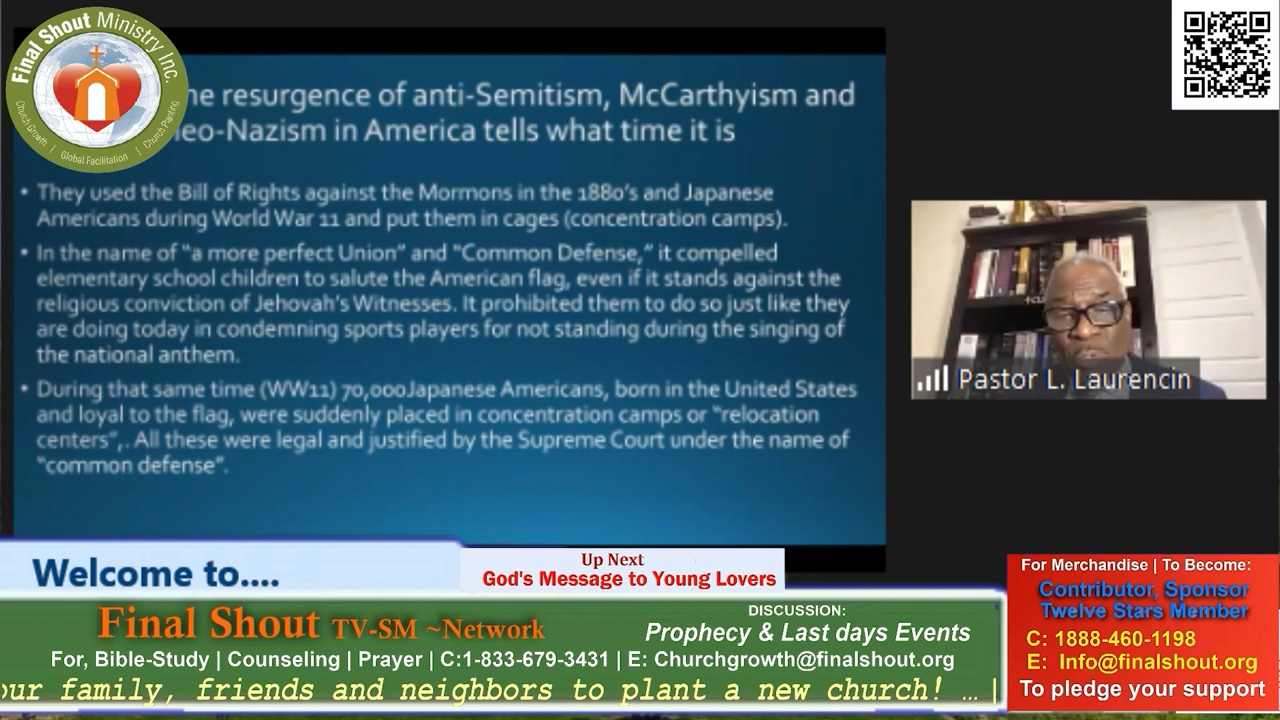 Final Shout Ministry Inc.
Church Growth | Global Facilitation | Church Planting
he resurgence of anti-Semitism, McCarthyism and
eo-Nazism in America tells what time it is
• They used the Bill of Rights against the Mormons in the 1880's and Japanese
Americans during World War 11 and put them in cages (concentration camps).
• In the name of "a more perfect Union" and "Common Defense," it compelled
elementary school children to salute the American flag, even if it stands against the
religious conviction of Jehovah's Witnesses. It prohibited them to do so just like they
are doing today in condemning sports players for not standing during the singing of
the national anthem.
• During that same time (WW11) 70,000Japanese Americans, born in the United States
and loyal to the flag, were suddenly placed in concentration camps or "relocation
centers",. All these were legal and justified by the Supreme Court under the name of
"common defense".
Pastor L. Laurencin
Welcome to....
Up Next
God's Message to Young Lovers
Final Shout TV-SM ~Network
DISCUSSION:
Prophecy & Last days Events
For, Bible-Study | Counseling | Prayer | C:1-833-679-3431 | E: Churchgrowth@finalshout.org
our family, friends and neighbors to plant a new church! ... |
For Merchandise | To Become:
Contributor, Sponsor
Twelve Stars Member
C: 1888-460-1198
E: Info@finalshout.org
To pledge your support